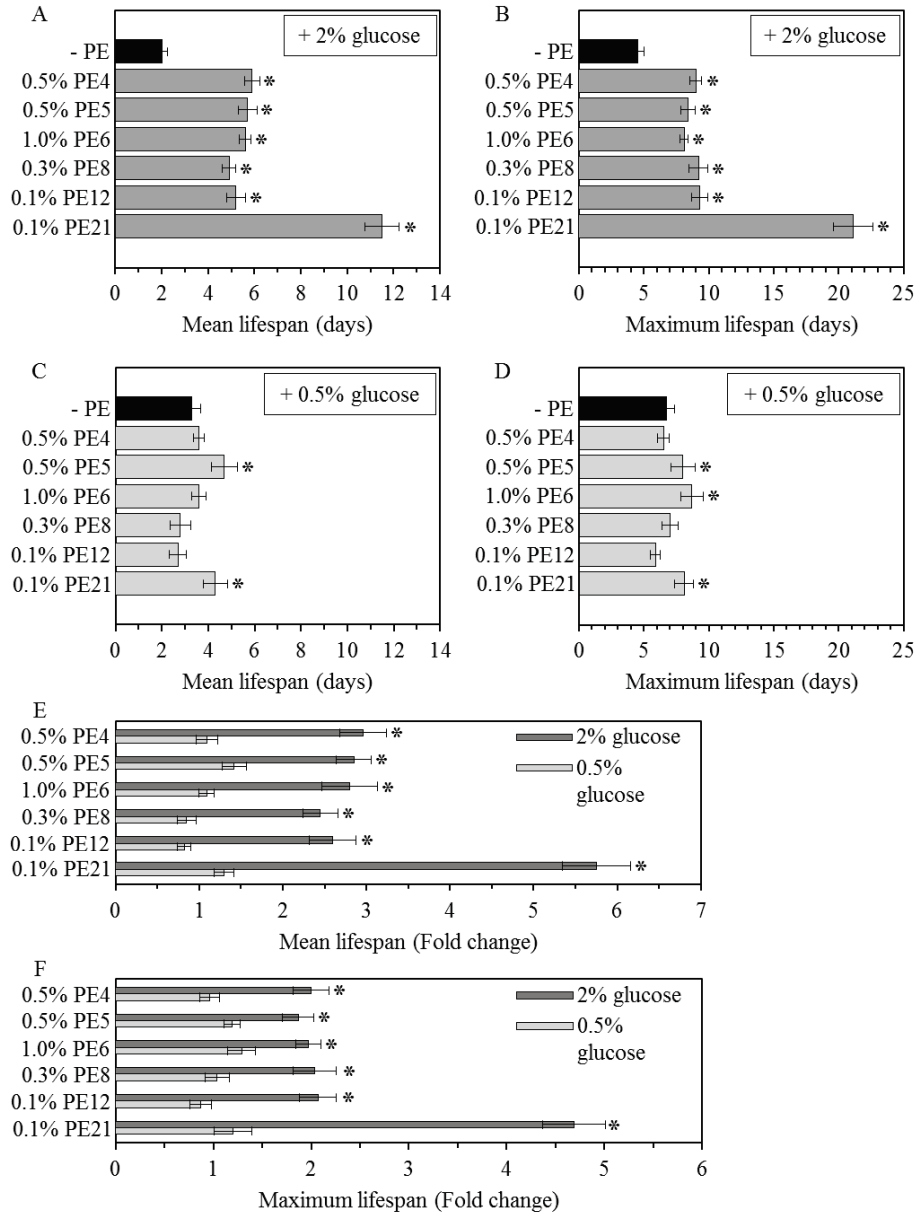 A
+ 2% glucose
- PE
0.5% PE4
*
0.5% PE5
*
1.0% PE6
*
0.3% PE8
*
0.1% PE12
*
0.1% PE21
*
0 2 4 6 8 10 12 14
Mean lifespan (days)
B
+ 2% glucose
- PE
0.5% PE4
*
0.5% PE5
*
1.0% PE6
*
0.3% PE8
*
0.1% PE12
*
0.1% PE21
*
0 5 10 15 20 25
Maximum lifespan (days)
C
+ 0.5% glucose
- PE
0.5% PE4
0.5% PE5
*
1.0% PE6
0.3% PE8
0.1% PE12
0.1% PE21
*
0 2 4 6 8 10 12 14
Mean lifespan (days)
D
+ 0.5% glucose
- PE
0.5% PE4
0.5% PE5
*
1.0% PE6
*
0.3% PE8
0.1% PE12
0.1% PE21
*
0 5 10 15 20 25
Maximum lifespan (days)
E
0.5% PE4
*
0.5% PE5
*
1.0% PE6
*
0.3% PE8
*
0.1% PE12
*
0.1% PE21
*
2% glucose
0.5%
glucose
0 1 2 3 4 5 6 7
Mean lifespan (Fold change)
F
0.5% PE4
*
0.5% PE5
*
1.0% PE6
*
0.3% PE8
*
0.1% PE12
*
0.1% PE21
*
2% glucose
0.5%
glucose
0 1 2 3 4 5 6
Maximum lifespan (Fold change)